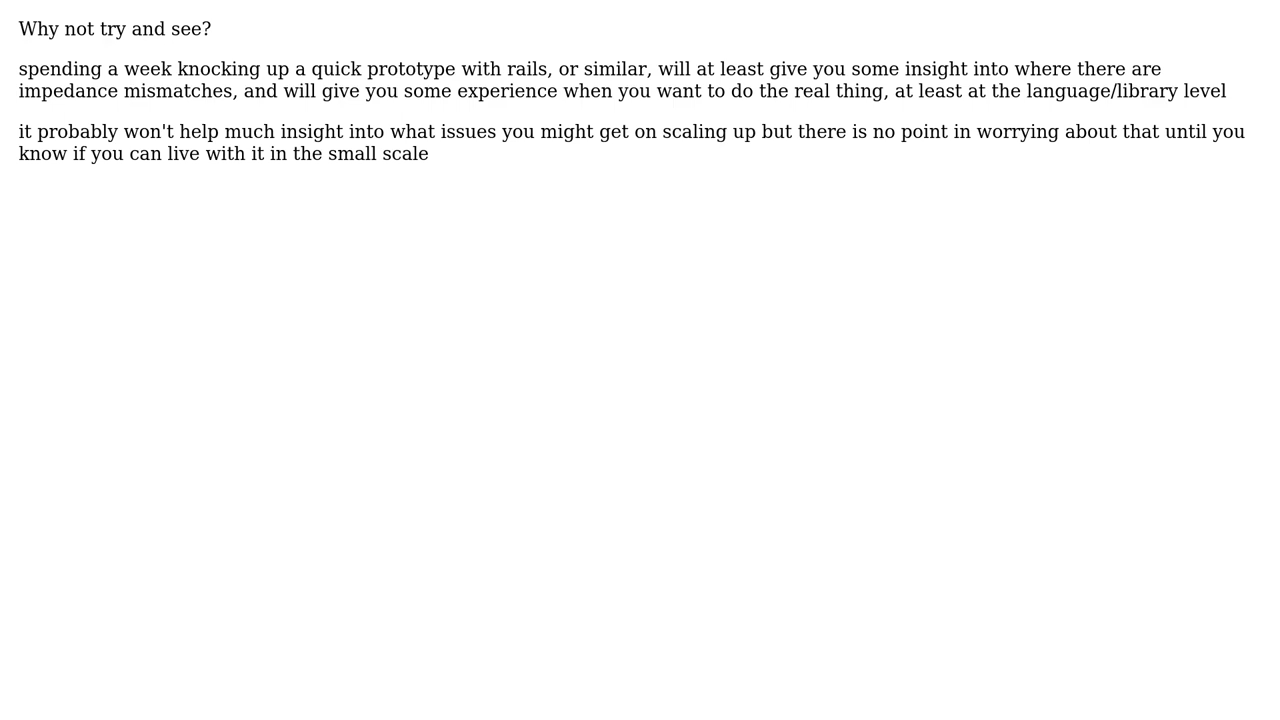 Why not try and see?
spending a week knocking up a quick prototype with rails, or similar, will at least give you some insight into where there are
impedance mismatches, and will give you some experience when you want to do the real thing, at least at the language/library level
it probably won't help much insight into what issues you might get on scaling up but there is no point in worrying about that until you
know if you can live with it in the small scale